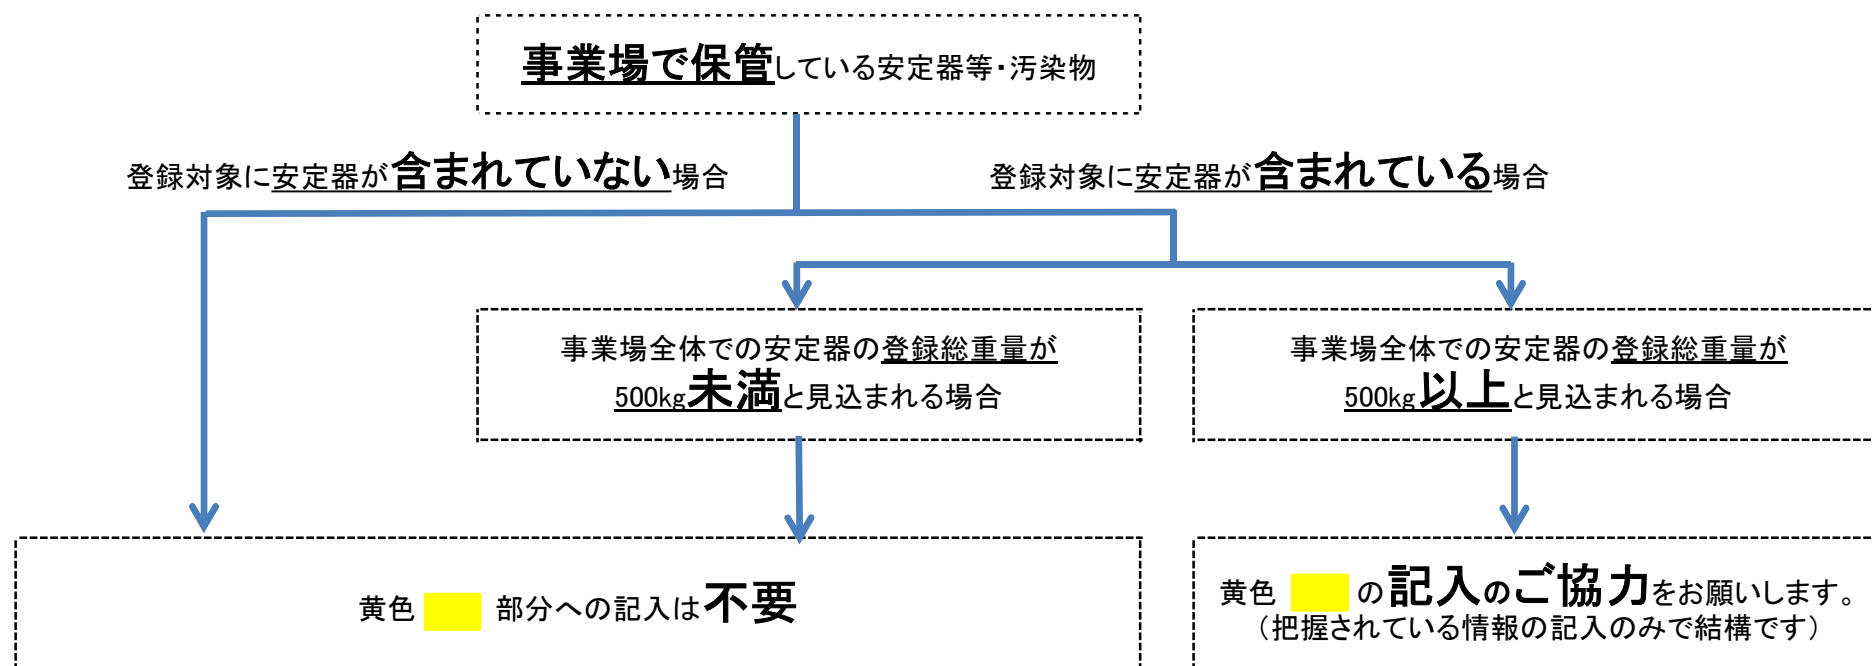 事業場で保管している安定器等・汚染物
登録対象に安定器が含まれていない場合
登録対象に安定器が含まれている場合
事業場全体での安定器の登録総重量が
500kg未満と見込まれる場合
事業場全体での安定器の登録総重量が
500kg以上と見込まれる場合
黄色 部分への記入は不要
黄色 の記入のご協力をお願いします。
（把握されている情報の記入のみで結構です）